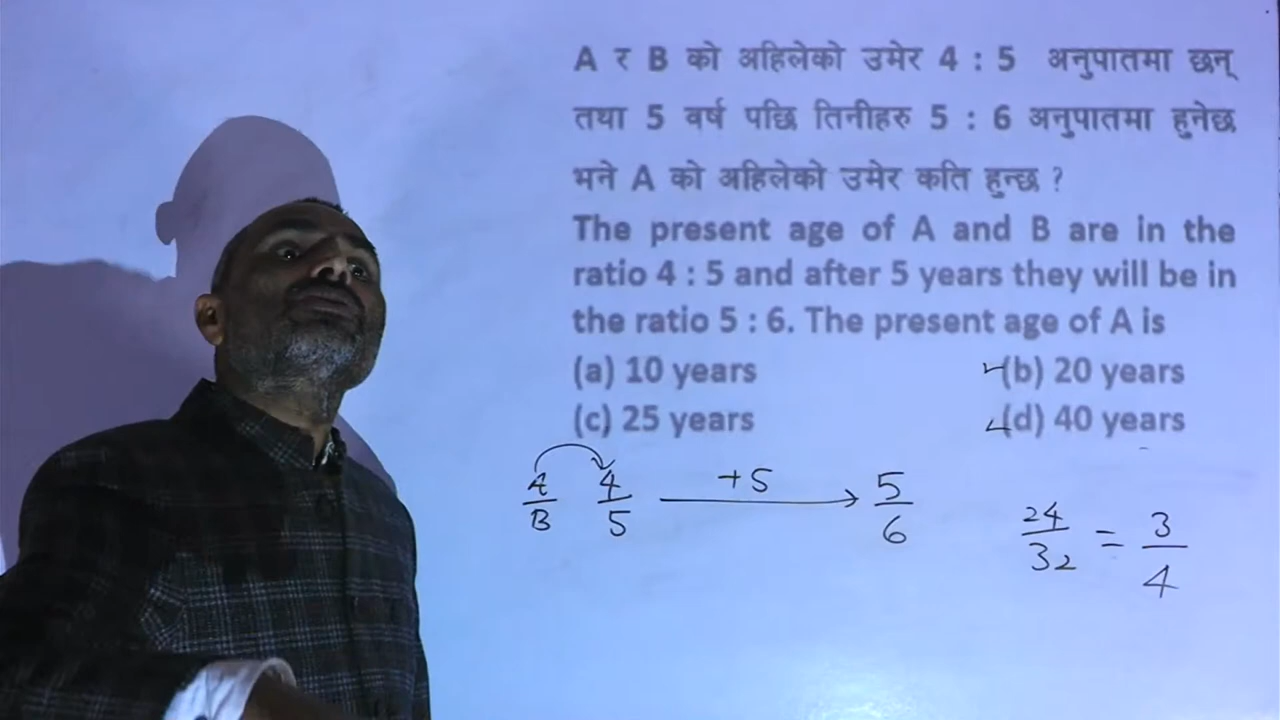 A र B को अहिलेको उमेर 4 : 5 अनुपातमा छन्
तथा 5 वर्ष पछि तिनीहरु 5 : 6 अनुपातमा हुनेछ
भने A को अहिलेको उमेर कति हुन्छ ?
The present age of A and B are in the
ratio 4 : 5 and after 5 years they will be in
the ratio 5 : 6. The present age of A is
(a) 10 years (b) 20 years
(c) 25 years (d) 40 years
A/B 4/5 +5 → 5/6
24/32 = 3/4